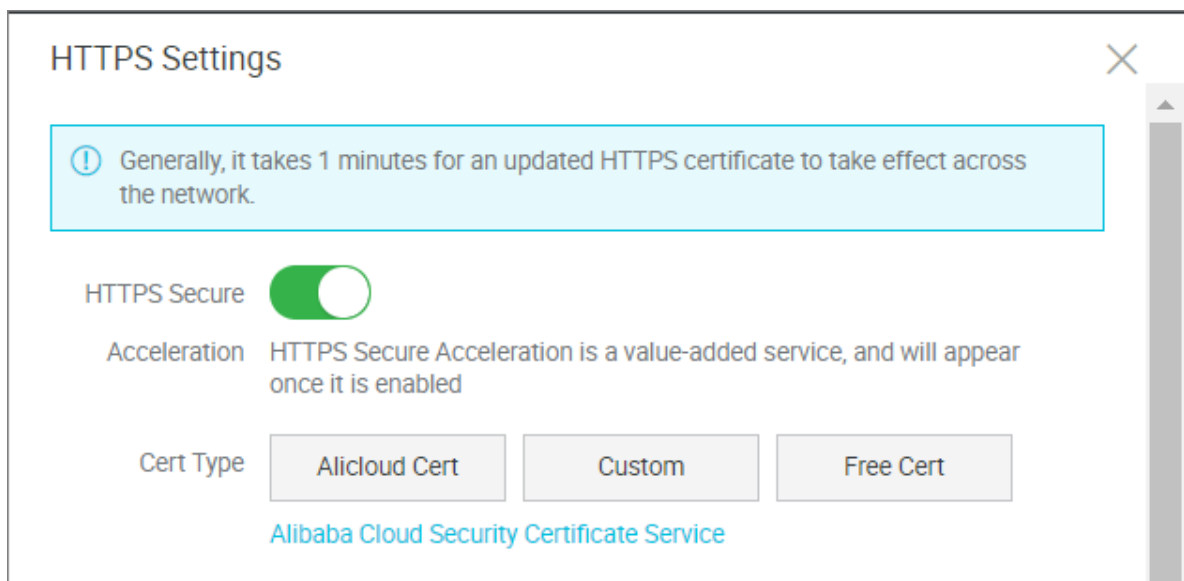 HTTPS Settings
Generally, it takes 1 minutes for an updated HTTPS certificate to take effect across
the network.
HTTPS Secure
Acceleration
HTTPS Secure Acceleration is a value-added service, and will appear
once it is enabled
Cert Type
Alicloud Cert
Custom
Free Cert
Alibaba Cloud Security Certificate Service